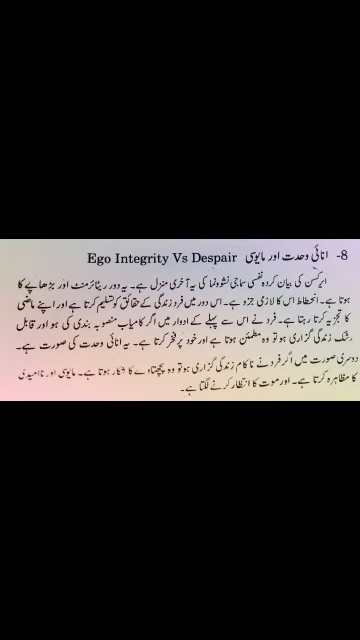 8- انائی وحدت اور مایوسی Ego Integrity Vs Despair
ایرکسن کی بیان کردہ نفسی سماجی نشوونما کی یہ آخری منزل ہے۔ یہ دور ریٹائرمنٹ اور بڑھاپے کا
ہوتا ہے۔ انحطاط اس کا لازمی جزو ہے۔ اس دور میں فرد زندگی کے حقائق کو تسلیم کرتا ہے اور اپنے ماضی
کا تجزیہ کرتا رہتا ہے۔ فرد نے اس سے پہلے کے ادوار میں اگر کامیاب منصوبہ بندی کی ہو اور قابل
رشک زندگی گزاری ہو تو وہ مطمئن ہوتا ہے اور خود پر فخر کرتا ہے۔ یہ انائی وحدت کی صورت ہے۔
دوسری صورت میں اگر فرد نے ناکام زندگی گزاری ہو تو وہ پچھتاوے کا شکار ہوتا ہے۔ مایوسی اور ناامیدی
کا مظاہرہ کرتا ہے۔ اور موت کا انتظار کرنے لگتا ہے۔